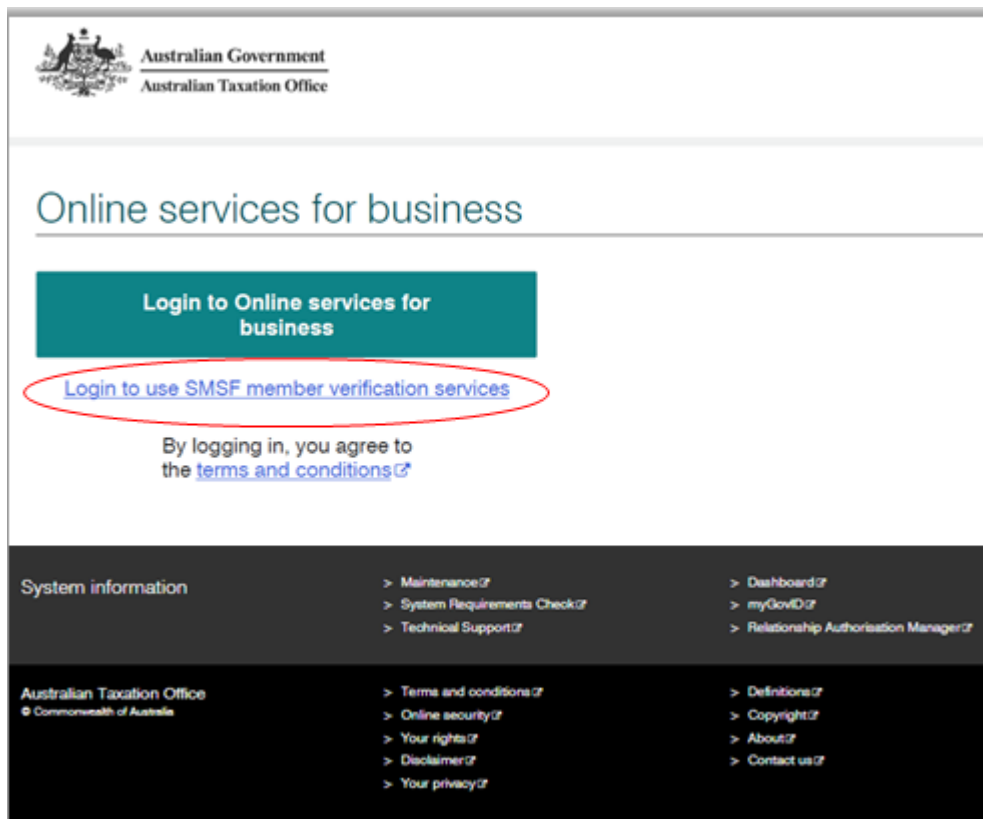 Australian Government
Australian Taxation Office
Online services for business
Login to Online services for
business
Login to use SMSF member verification services
By logging in, you agree to
the terms and conditions
System information
> Maintenance
> System Requirements Check
> Technical Support
> Dashboard
> myGovID
> Relationship Authorisation Manager
Australian Taxation Office
© Commonwealth of Australia
> Terms and conditions
> Online security
> Your rights
> Disclaimer
> Your privacy
> Definitions
> Copyright
> About
> Contact us